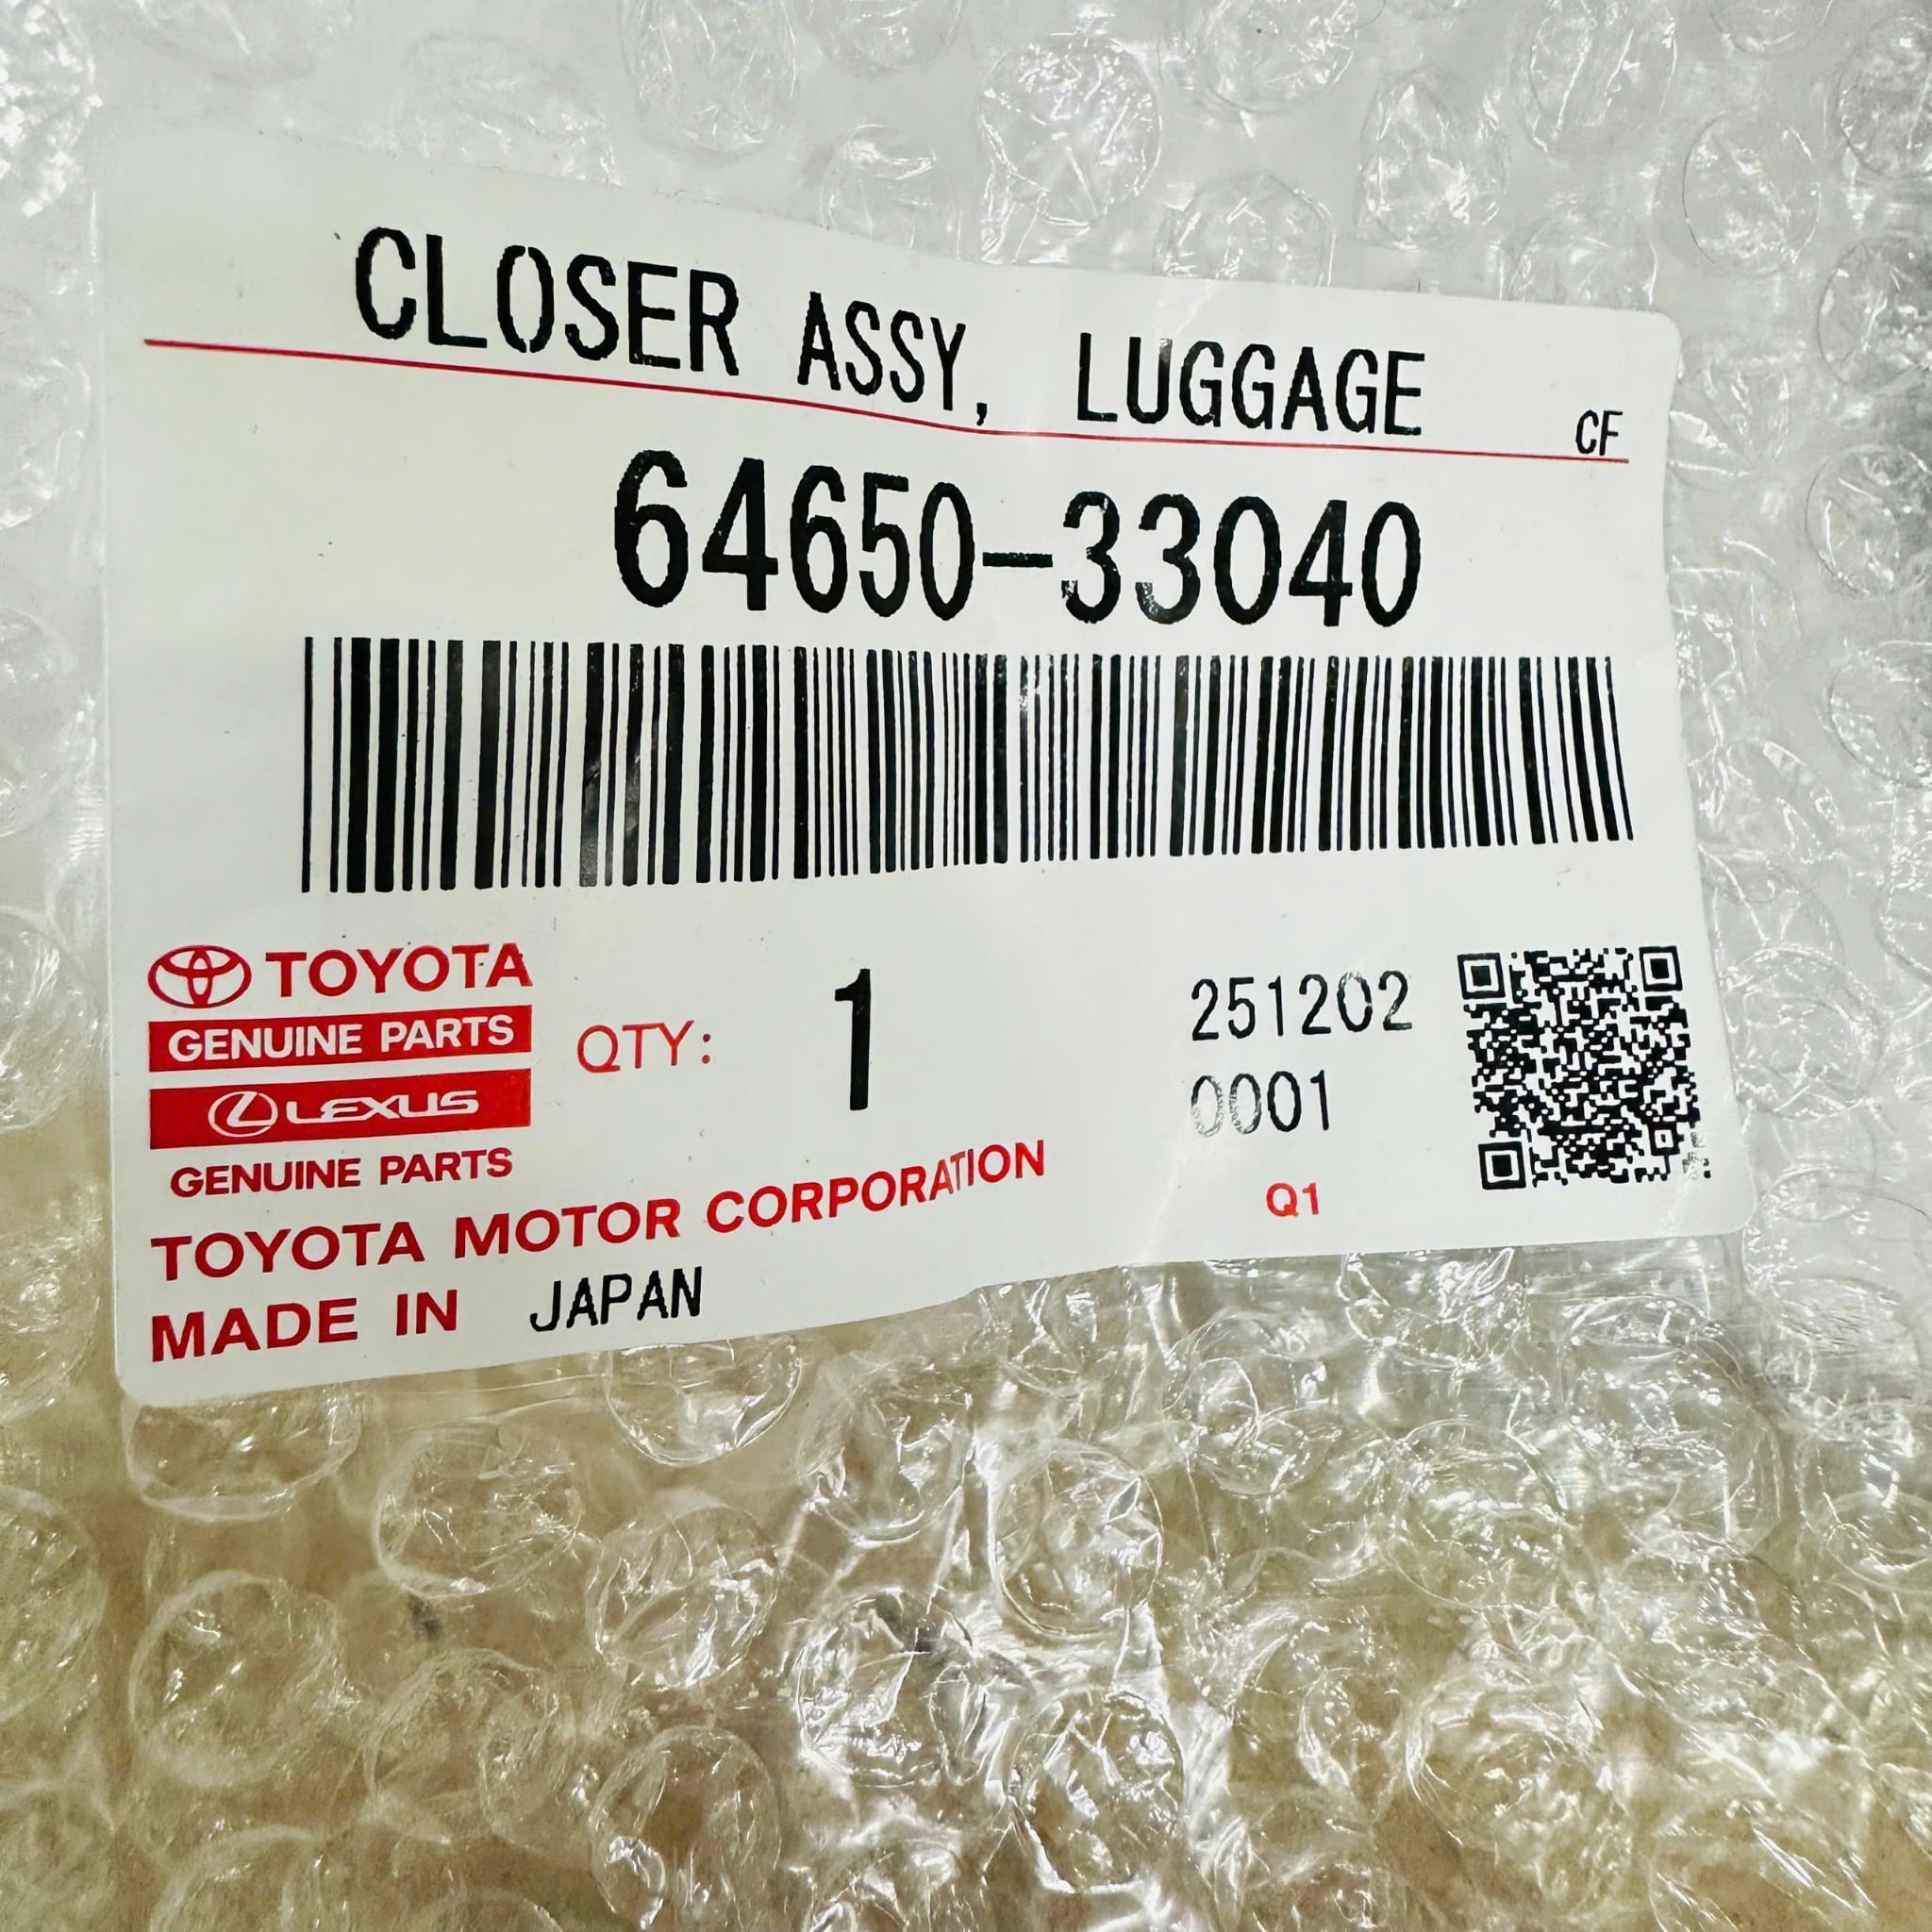 CLOSER ASSY, LUGGAGE CF
64650-33040
TOYOTA
GENUINE PARTS
LEXUS
GENUINE PARTS
QTY: 1
251202
0001
Q1
TOYOTA MOTOR CORPORATION
MADE IN JAPAN